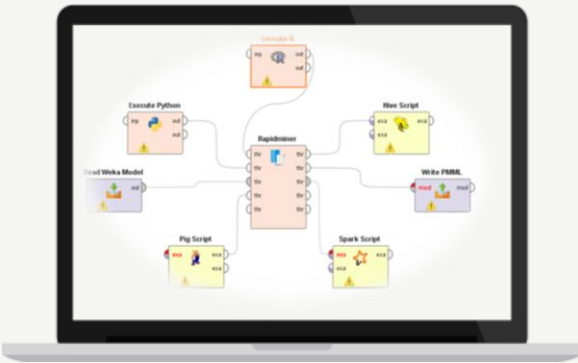 Execute R
inp
out
out
Execute Python
inp
out
out
Hive Script
exa
exa
exa
Rapidminer
thr
thr
thr
thr
thr
thr
thr
thr
thr
thr
Read Weka Model
out
Write PMML
mod
mod
Pig Script
exa
exa
exa
Spark Script
exa
exa
exa